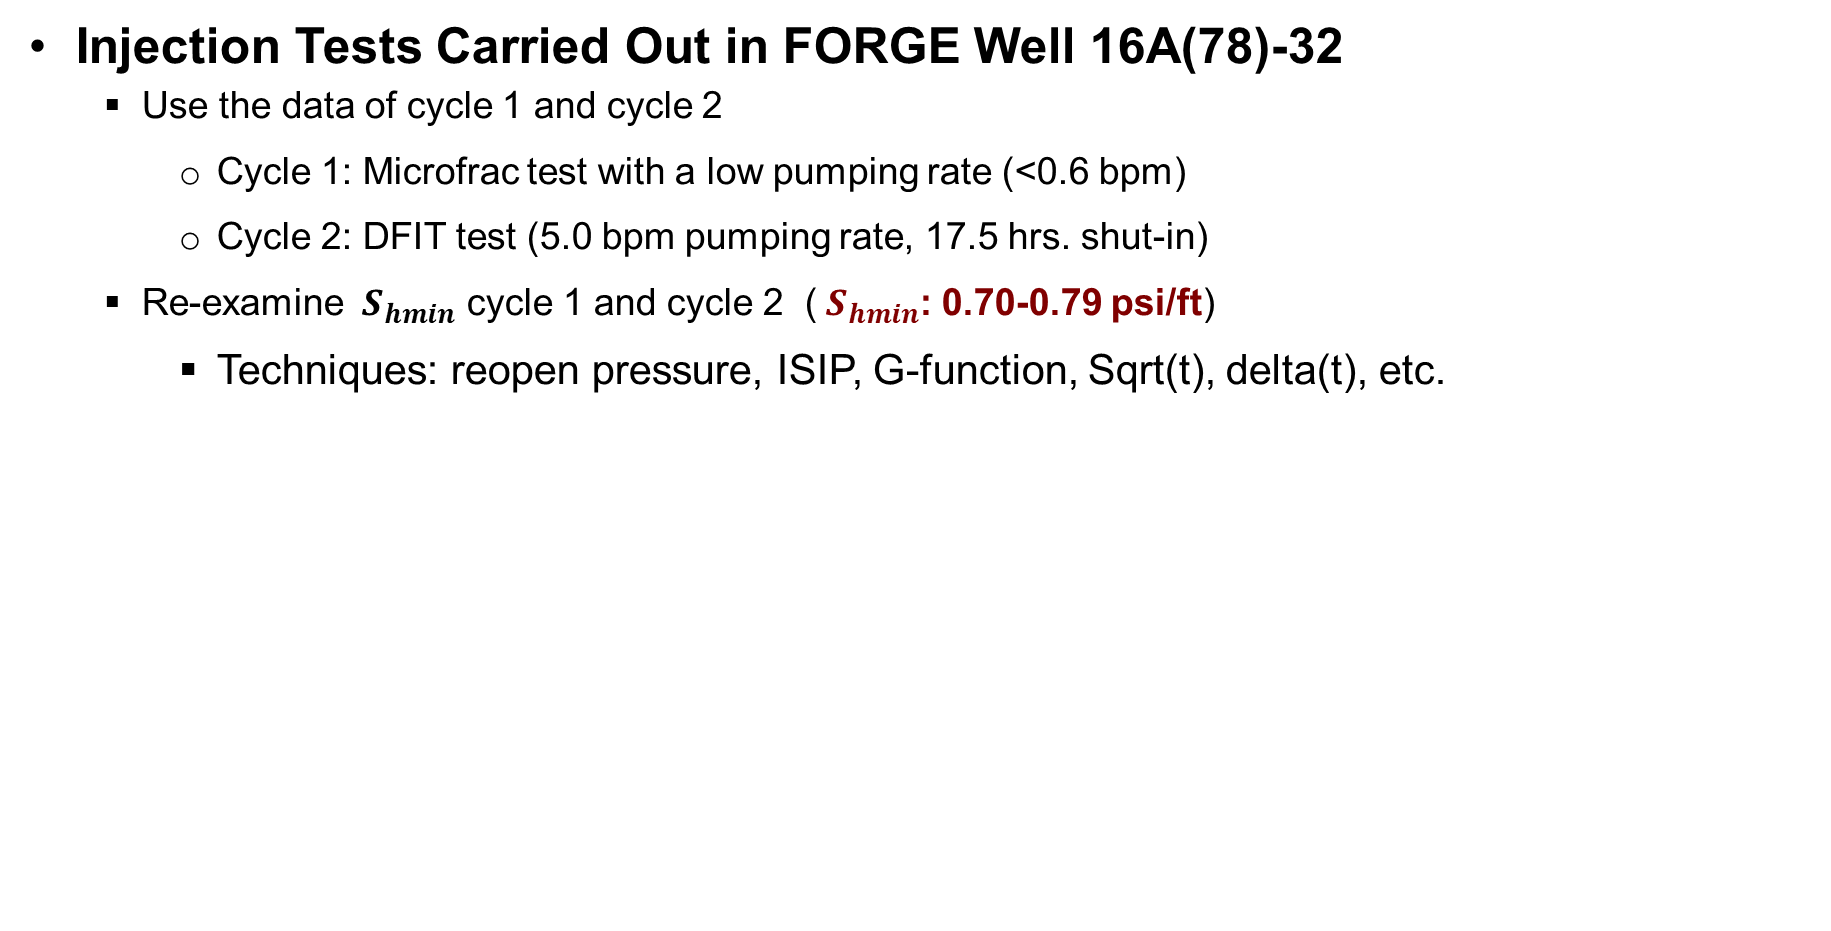 • Injection Tests Carried Out in FORGE Well 16A(78)-32
▪ Use the data of cycle 1 and cycle 2
o Cycle 1: Microfrac test with a low pumping rate (<0.6 bpm)
o Cycle 2: DFIT test (5.0 bpm pumping rate, 17.5 hrs. shut-in)
▪ Re-examine S_hmin cycle 1 and cycle 2 ( S_hmin: 0.70-0.79 psi/ft)
▪ Techniques: reopen pressure, ISIP, G-function, Sqrt(t), delta(t), etc.